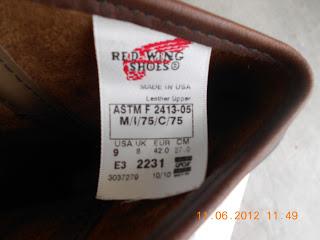 RED WING
SHOES®
MADE IN USA
Leather Upper
ASTM F 2413-05
M/I/75/C/75
USA UK EUR CM
9 8 42.0 27.0
E3 2231
3037279 10/10
11.06.2012 11.49